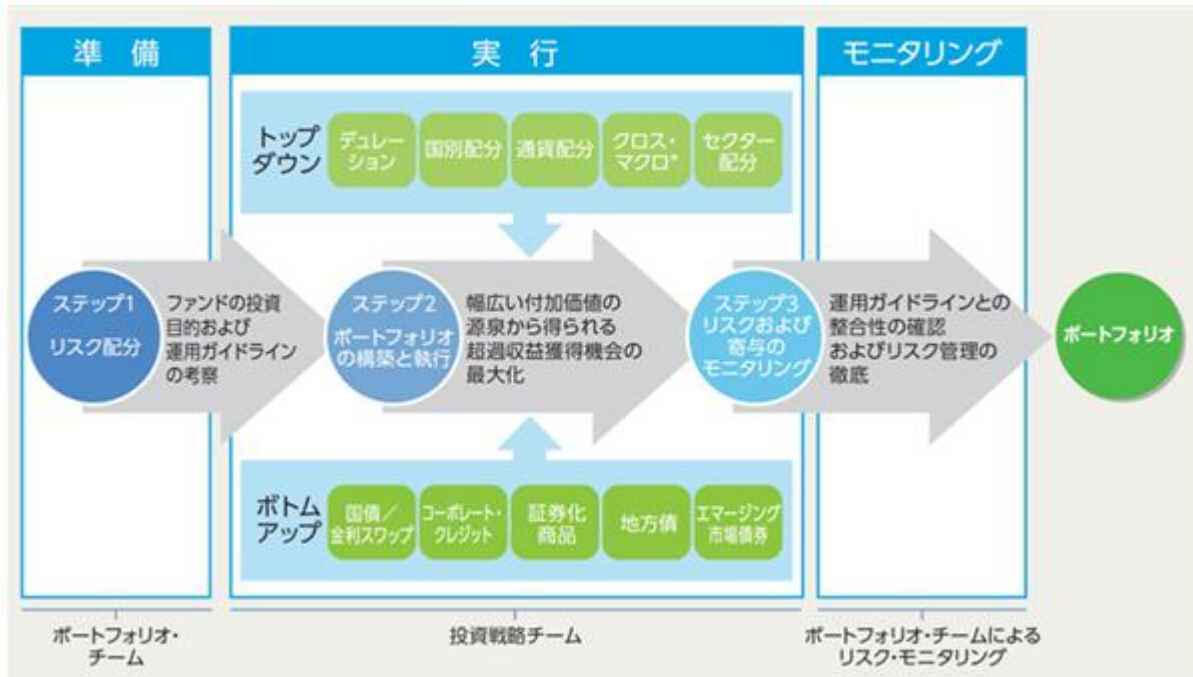 準 備
実 行
モニタリング
トップ
ダウン
デュレー
ション
国別配分
通貨配分
クロス・
マクロ*
セクター
配分
ステップ1
リスク配分
ファンドの投資
目的および
運用ガイドライン
の考察
ステップ2
ポートフォリオ
の構築と執行
幅広い付加価値の
源泉から得られる
超過収益獲得機会の
最大化
ステップ3
リスクおよび
寄与の
モニタリング
運用ガイドラインとの
整合性の確認
およびリスク管理の
徹底
ポートフォリオ
ボトム
アップ
国債／
金利スワップ
コーポレート・
クレジット
証券化
商品
地方債
エマージング
市場債券
ポートフォリオ・
チーム
投資戦略チーム
ポートフォリオ・チームによる
リスク・モニタリング